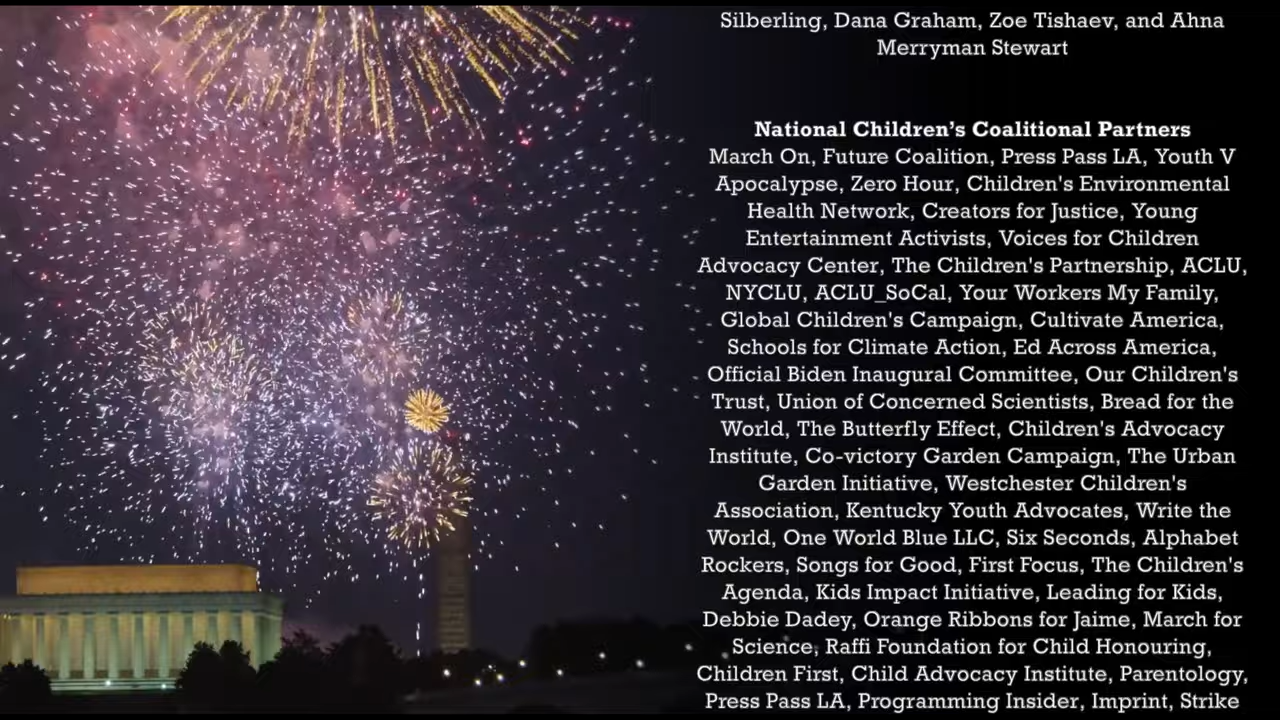 Silberling, Dana Graham, Zoe Tishaev, and Ahna
Merryman Stewart
National Children’s Coalitional Partners
March On, Future Coalition, Press Pass LA, Youth V
Apocalypse, Zero Hour, Children's Environmental
Health Network, Creators for Justice, Young
Entertainment Activists, Voices for Children
Advocacy Center, The Children's Partnership, ACLU,
NYCLU, ACLU_SoCal, Your Workers My Family,
Global Children's Campaign, Cultivate America,
Schools for Climate Action, Ed Across America,
Official Biden Inaugural Committee, Our Children's
Trust, Union of Concerned Scientists, Bread for the
World, The Butterfly Effect, Children's Advocacy
Institute, Co-victory Garden Campaign, The Urban
Garden Initiative, Westchester Children's
Association, Kentucky Youth Advocates, Write the
World, One World Blue LLC, Six Seconds, Alphabet
Rockers, Songs for Good, First Focus, The Children's
Agenda, Kids Impact Initiative, Leading for Kids,
Debbie Dadey, Orange Ribbons for Jaime, March for
Science, Raffi Foundation for Child Honouring,
Children First, Child Advocacy Institute, Parentology,
Press Pass LA, Programming Insider, Imprint, Strike